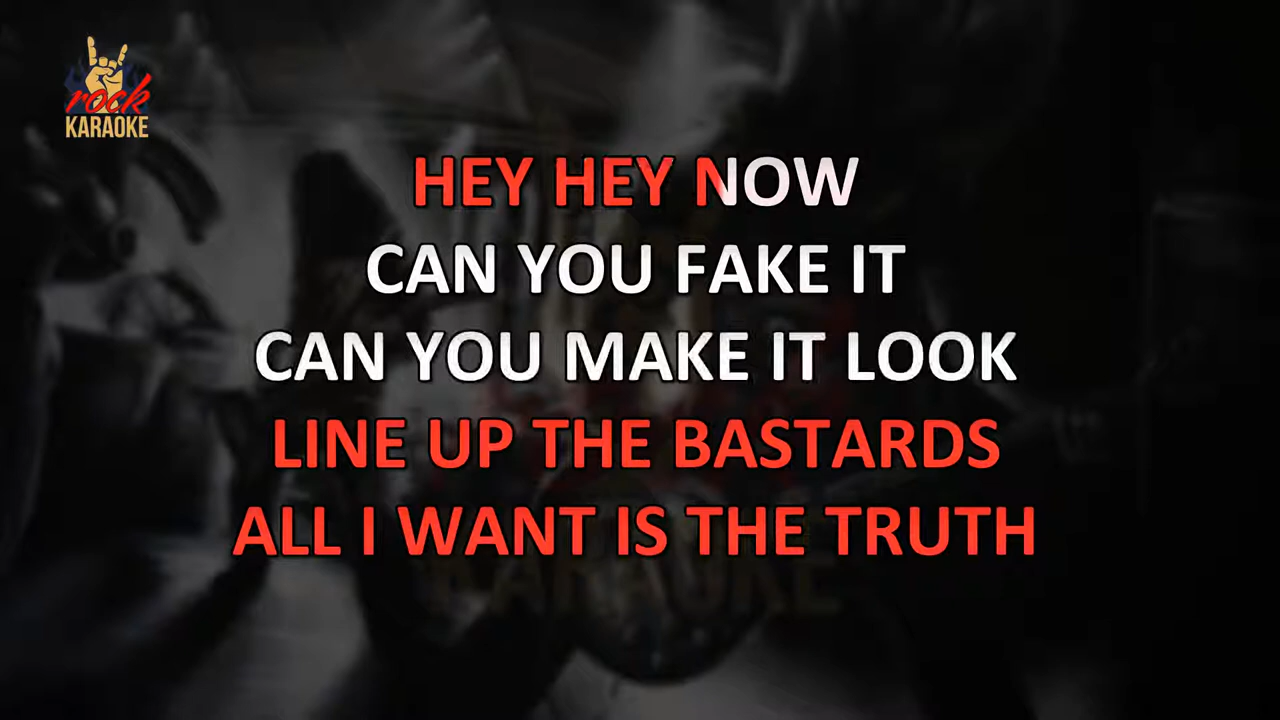 rock
KARAOKE
HEY HEY NOW
CAN YOU FAKE IT
CAN YOU MAKE IT LOOK
LINE UP THE BASTARDS
ALL I WANT IS THE TRUTH
KARAOKE